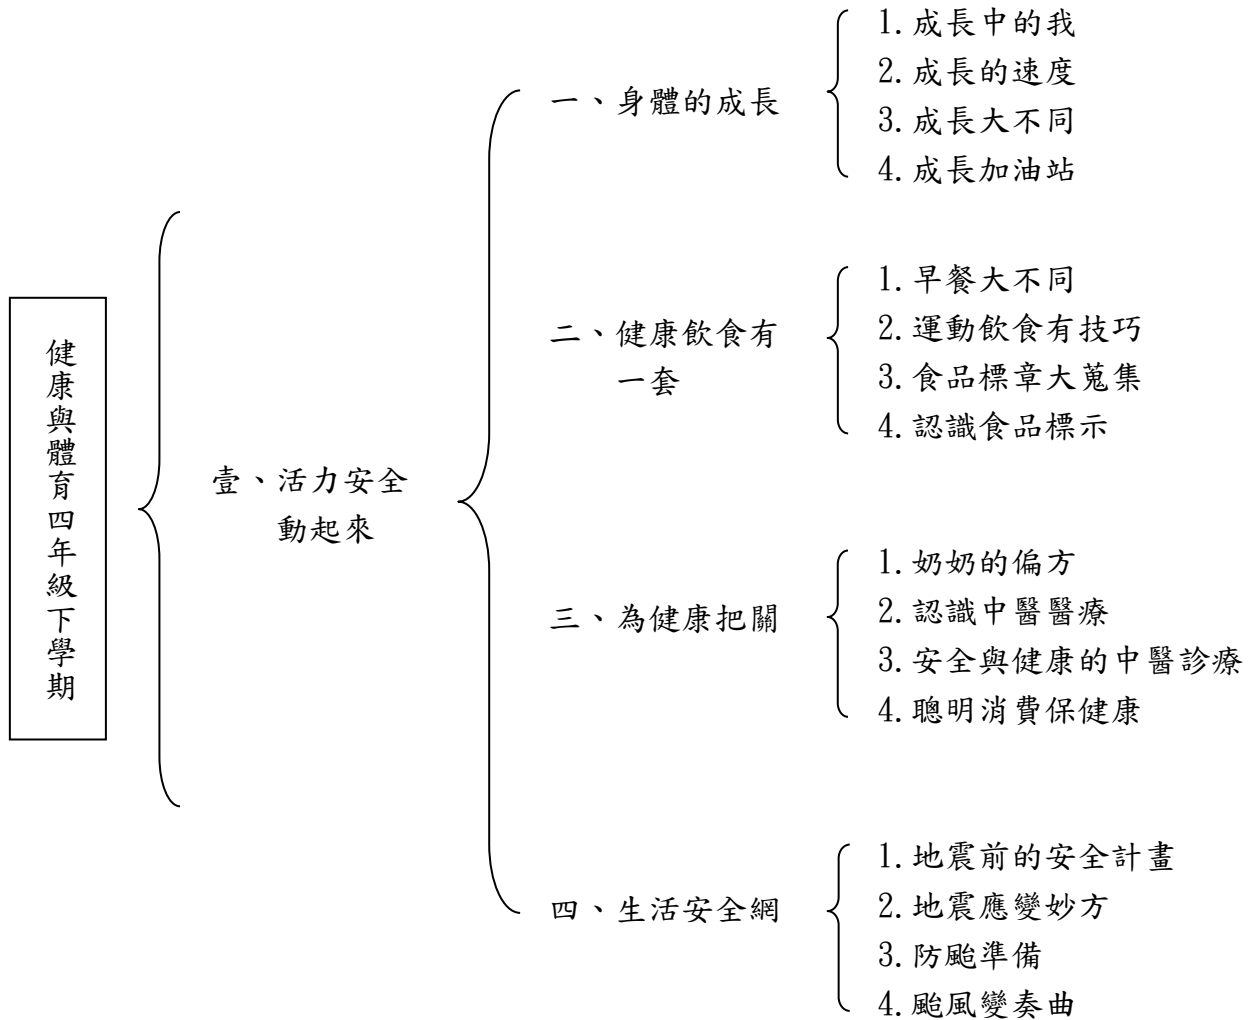 健康與體育四年級下學期
壹、活力安全
動起來
一、身體的成長
1.成長中的我
2.成長的速度
3.成長大不同
4.成長加油站
二、健康飲食有
一套
1.早餐大不同
2.運動飲食有技巧
3.食品標章大蒐集
4.認識食品標示
三、為健康把關
1.奶奶的偏方
2.認識中醫醫療
3.安全與健康的中醫診療
4.聰明消費保健康
四、生活安全網
1.地震前的安全計畫
2.地震應變妙方
3.防颱準備
4.颱風變奏曲